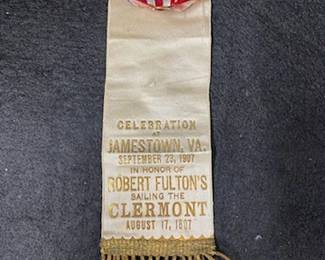 CELEBRATION
AT
JAMESTOWN, VA.
SEPTEMBER 23, 1907
IN HONOR OF
ROBERT FULTON'S
SAILING THE
CLERMONT
AUGUST 17, 1807